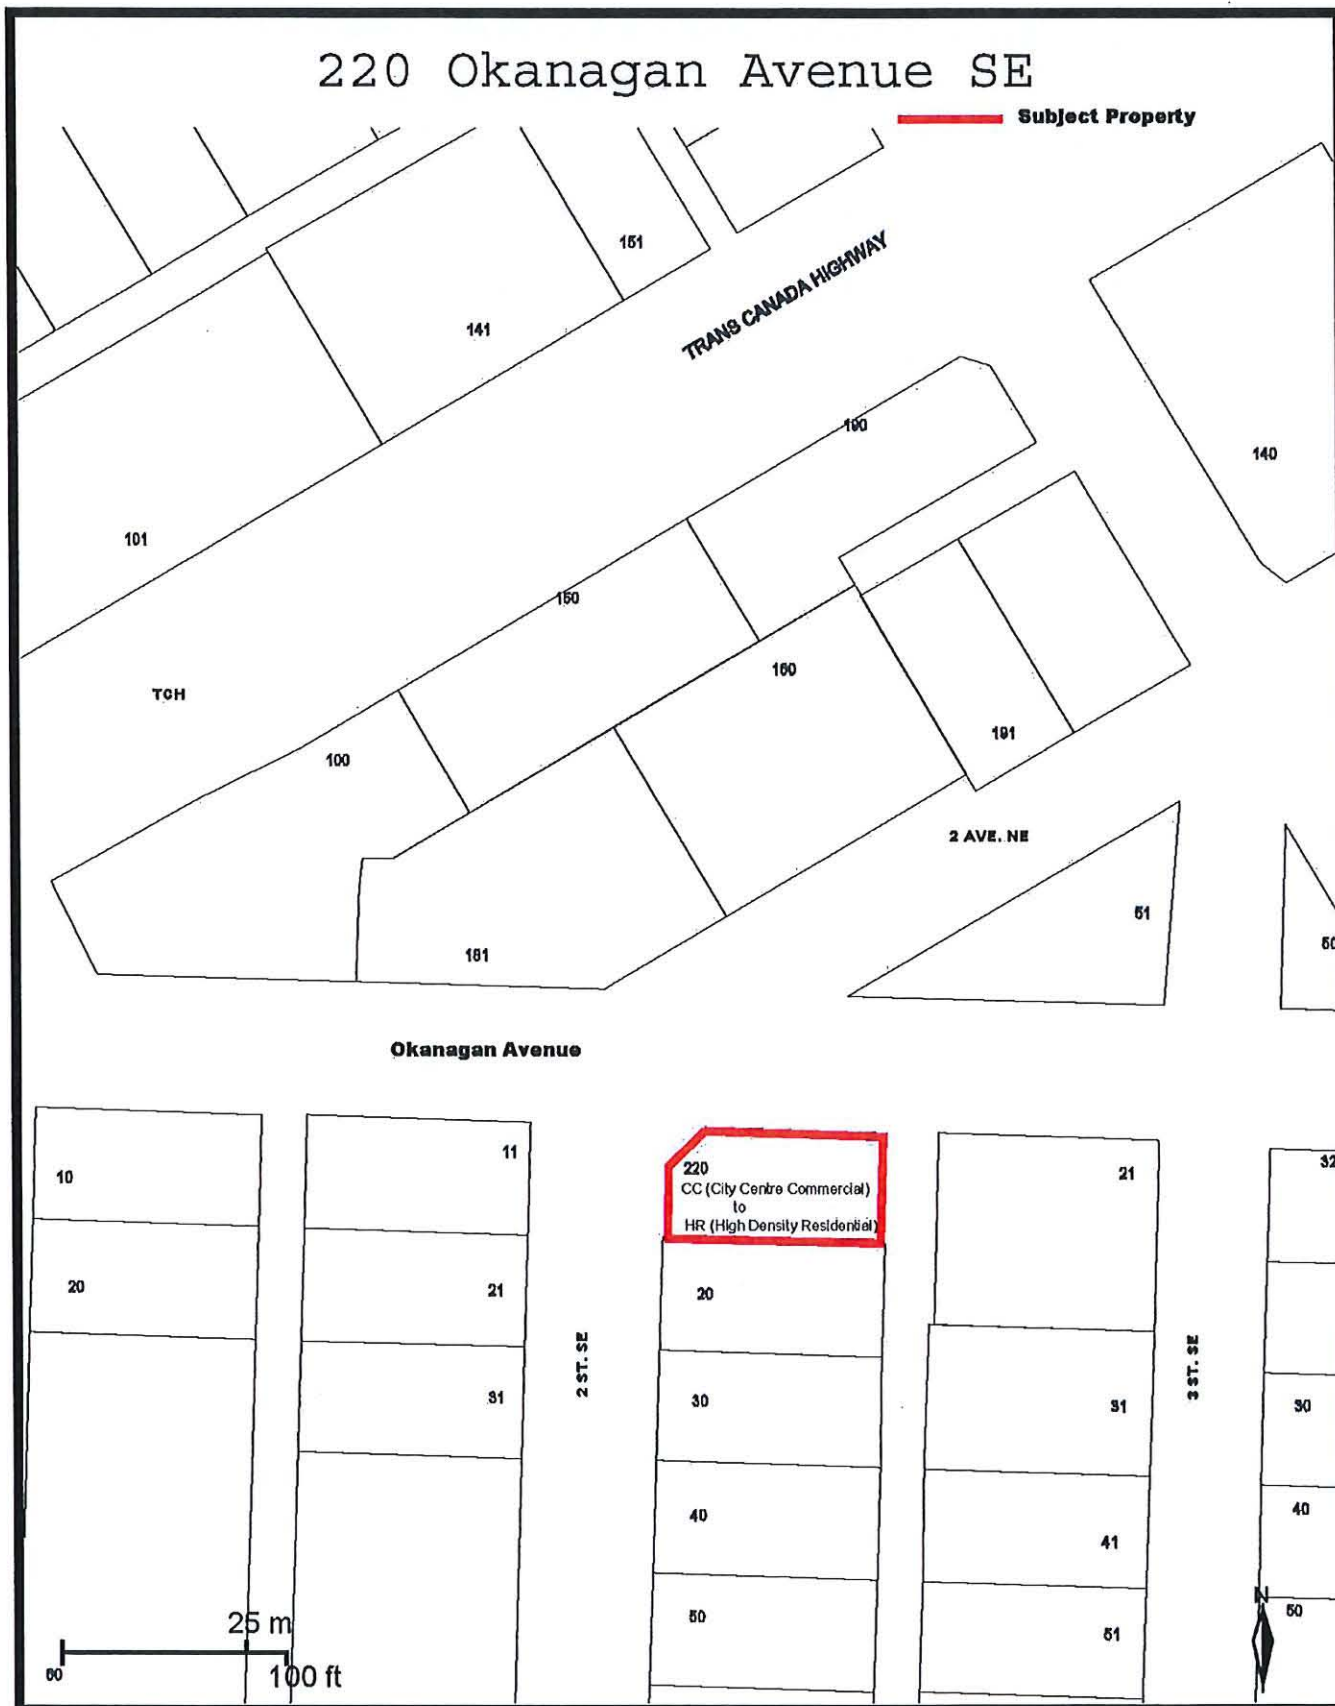 220 Okanagan Avenue SE
Subject Property
151
TRANS CANADA HIGHWAY
141
190
140
101
150
160
TCH
191
100
2 AVE. NE
51
181
Okanagan Avenue
11
220
CC (City Centre Commercial)
to
HR (High Density Residential)
10
21
20
21
20
2 ST. SE
3 ST. SE
31
30
31
30
40
40
41
50
50
51
25 m
100 ft
N